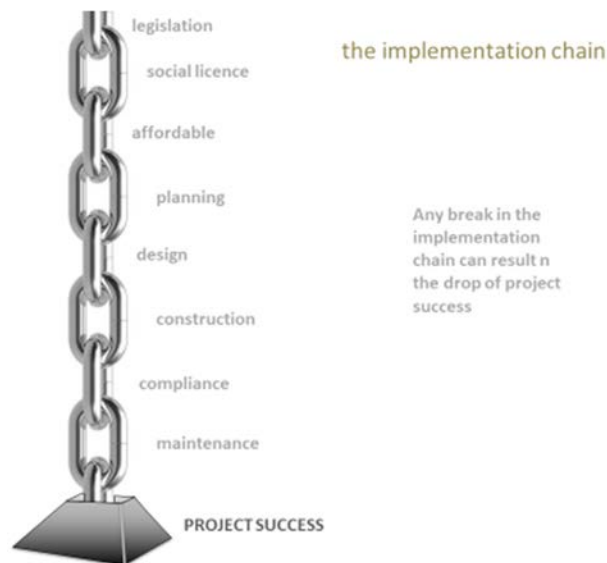 legislation
the implementation chain
social licence
affordable
planning
Any break in the
implementation
chain can result n
the drop of project
success
design
construction
compliance
maintenance
PROJECT SUCCESS